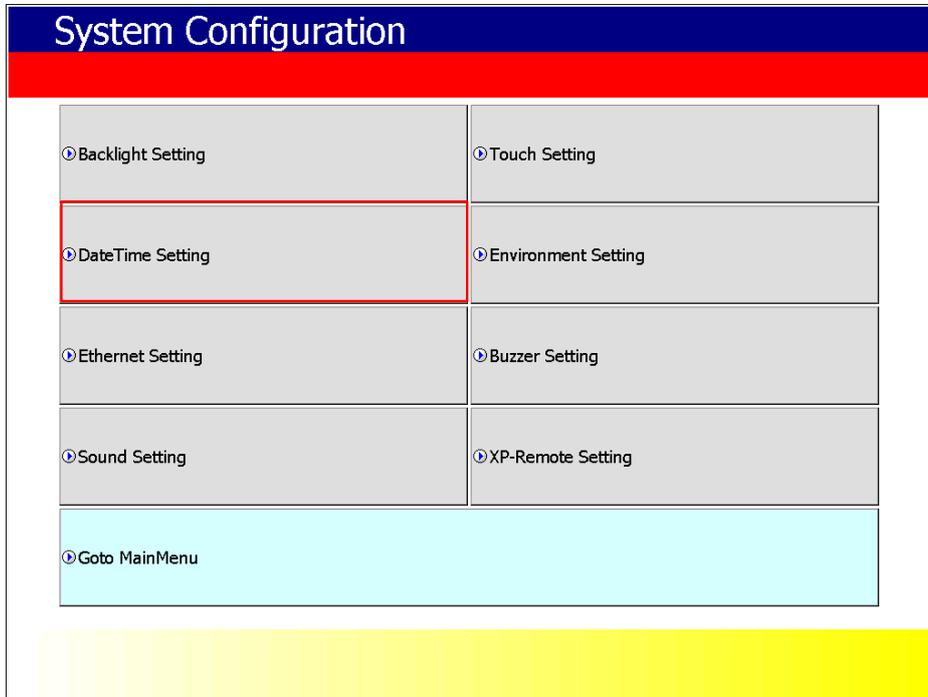 System Configuration
Backlight Setting
Touch Setting
DateTime Setting
Environment Setting
Ethernet Setting
Buzzer Setting
Sound Setting
XP-Remote Setting
Goto MainMenu